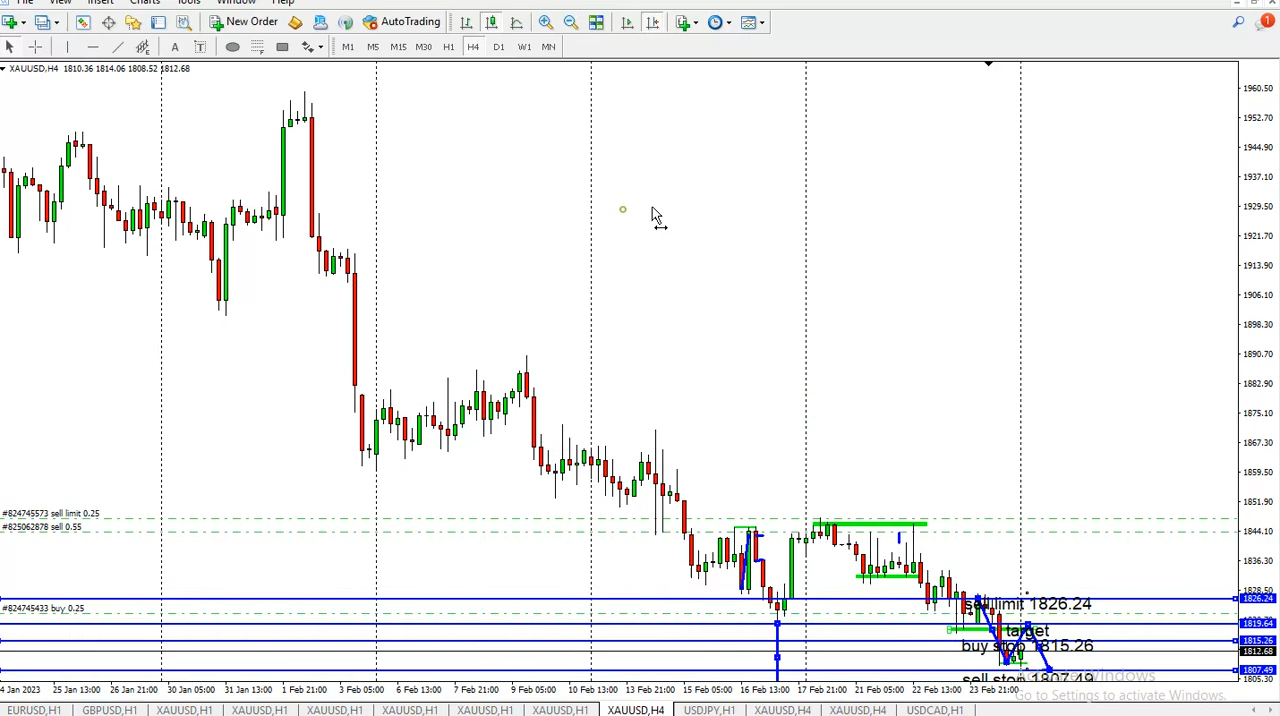 File View Insert Charts Tools Window Help
New Order AutoTrading
A T M1 M5 M15 M30 H1 H4 D1 W1 MN
1
XAUUSD,H4 1810.36 1814.06 1808.52 1812.68
1960.50
1952.70
1944.90
1937.10
1929.50
1921.70
1913.90
1906.10
1898.30
1890.70
1882.90
1875.10
1867.30
1859.50
1851.90
#824745573 sell limit 0.25
#825062878 sell 0.55
1844.10
1836.30
1828.50
1826.24
sell limit 1826.24
#824745433 buy 0.25
1819.64
target
1815.26
buy stop 1815.26
1812.68
1807.49
sell stop 1807.49
Activate Windows
4 Jan 2023 25 Jan 13:00 26 Jan 21:00 30 Jan 05:00 31 Jan 13:00 1 Feb 21:00 3 Feb 05:00 6 Feb 13:00 7 Feb 21:00 9 Feb 05:00 10 Feb 13:00 13 Feb 21:00 15 Feb 05:00 16 Feb 13:00 17 Feb 21:00 21 Feb 05:00 22 Feb 13:00 23 Feb 21:00
Go to Settings to activate Windows.
EURUSD,H1 GBPUSD,H1 XAUUSD,H1 XAUUSD,H1 XAUUSD,H1 XAUUSD,H1 XAUUSD,H1 XAUUSD,H1 XAUUSD,H4 USDJPY,H1 XAUUSD,H4 XAUUSD,H4 USDCAD,H1